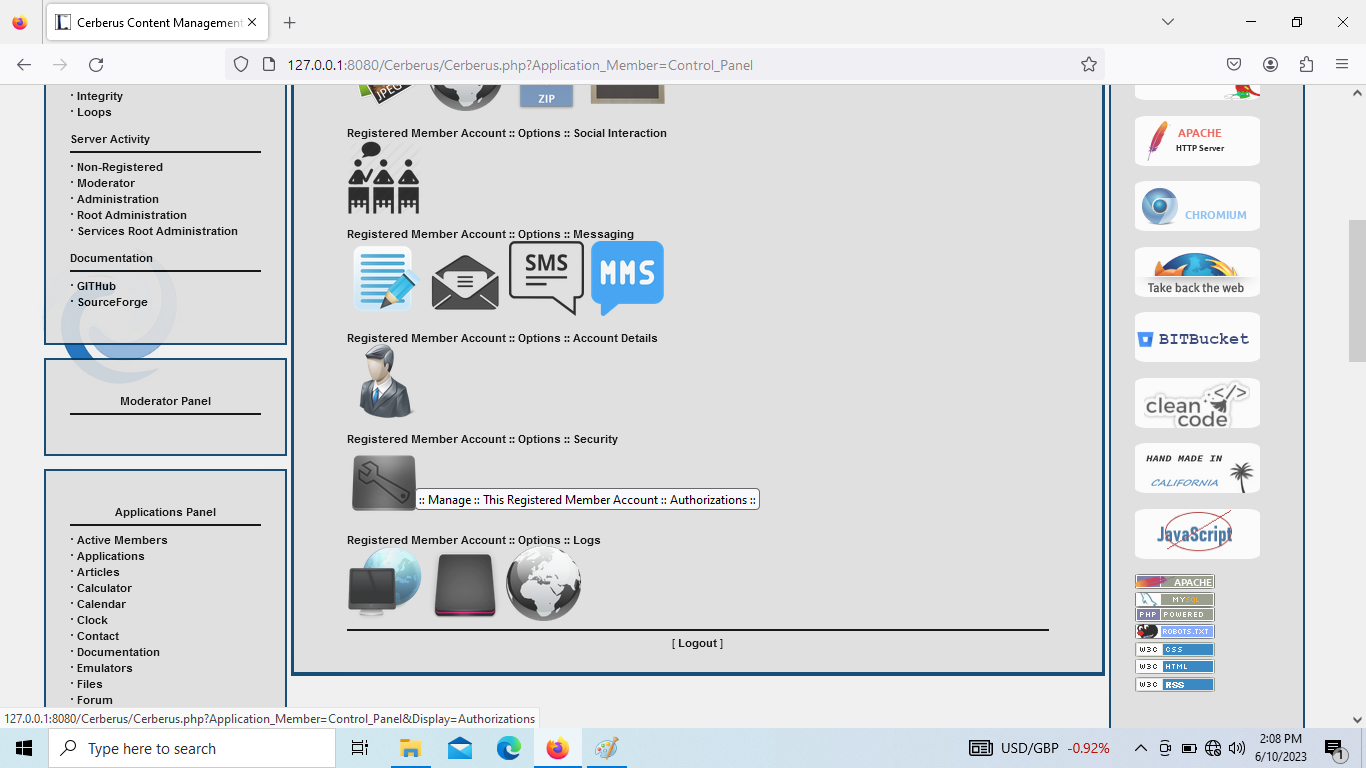 Cerberus Content Management
127.0.0.1:8080/Cerberus/Cerberus.php?Application_Member=Control_Panel
· Integrity
· Loops
Server Activity
· Non-Registered
· Moderator
· Administration
· Root Administration
· Services Root Administration
Documentation
· GITHub
· SourceForge
Moderator Panel
Applications Panel
· Active Members
· Applications
· Articles
· Calculator
· Calendar
· Clock
· Contact
· Documentation
· Emulators
· Files
· Forum
JPEG
ZIP
Registered Member Account :: Options :: Social Interaction
Registered Member Account :: Options :: Messaging
SMS
MMS
Registered Member Account :: Options :: Account Details
Registered Member Account :: Options :: Security
:: Manage :: This Registered Member Account :: Authorizations ::
Registered Member Account :: Options :: Logs
[ Logout ]
APACHE
HTTP Server
CHROMIUM
Take back the web
BITBucket
clean
code
</>
HAND MADE IN
CALIFORNIA
JavaScript
APACHE
MYSQL
PHP POWERED
ROBOTS.TXT
W3C CSS
W3C HTML
W3C RSS
127.0.0.1:8080/Cerberus/Cerberus.php?Application_Member=Control_Panel&Display=Authorizations
Type here to search
USD/GBP -0.92%
2:08 PM
6/10/2023
1